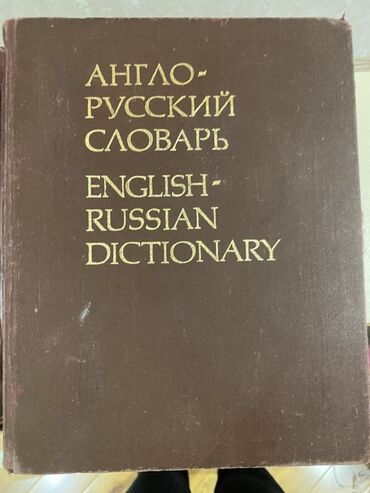 АНГЛО-
РУССКИЙ
СЛОВАРЬ
ENGLISH-
RUSSIAN
DICTIONARY